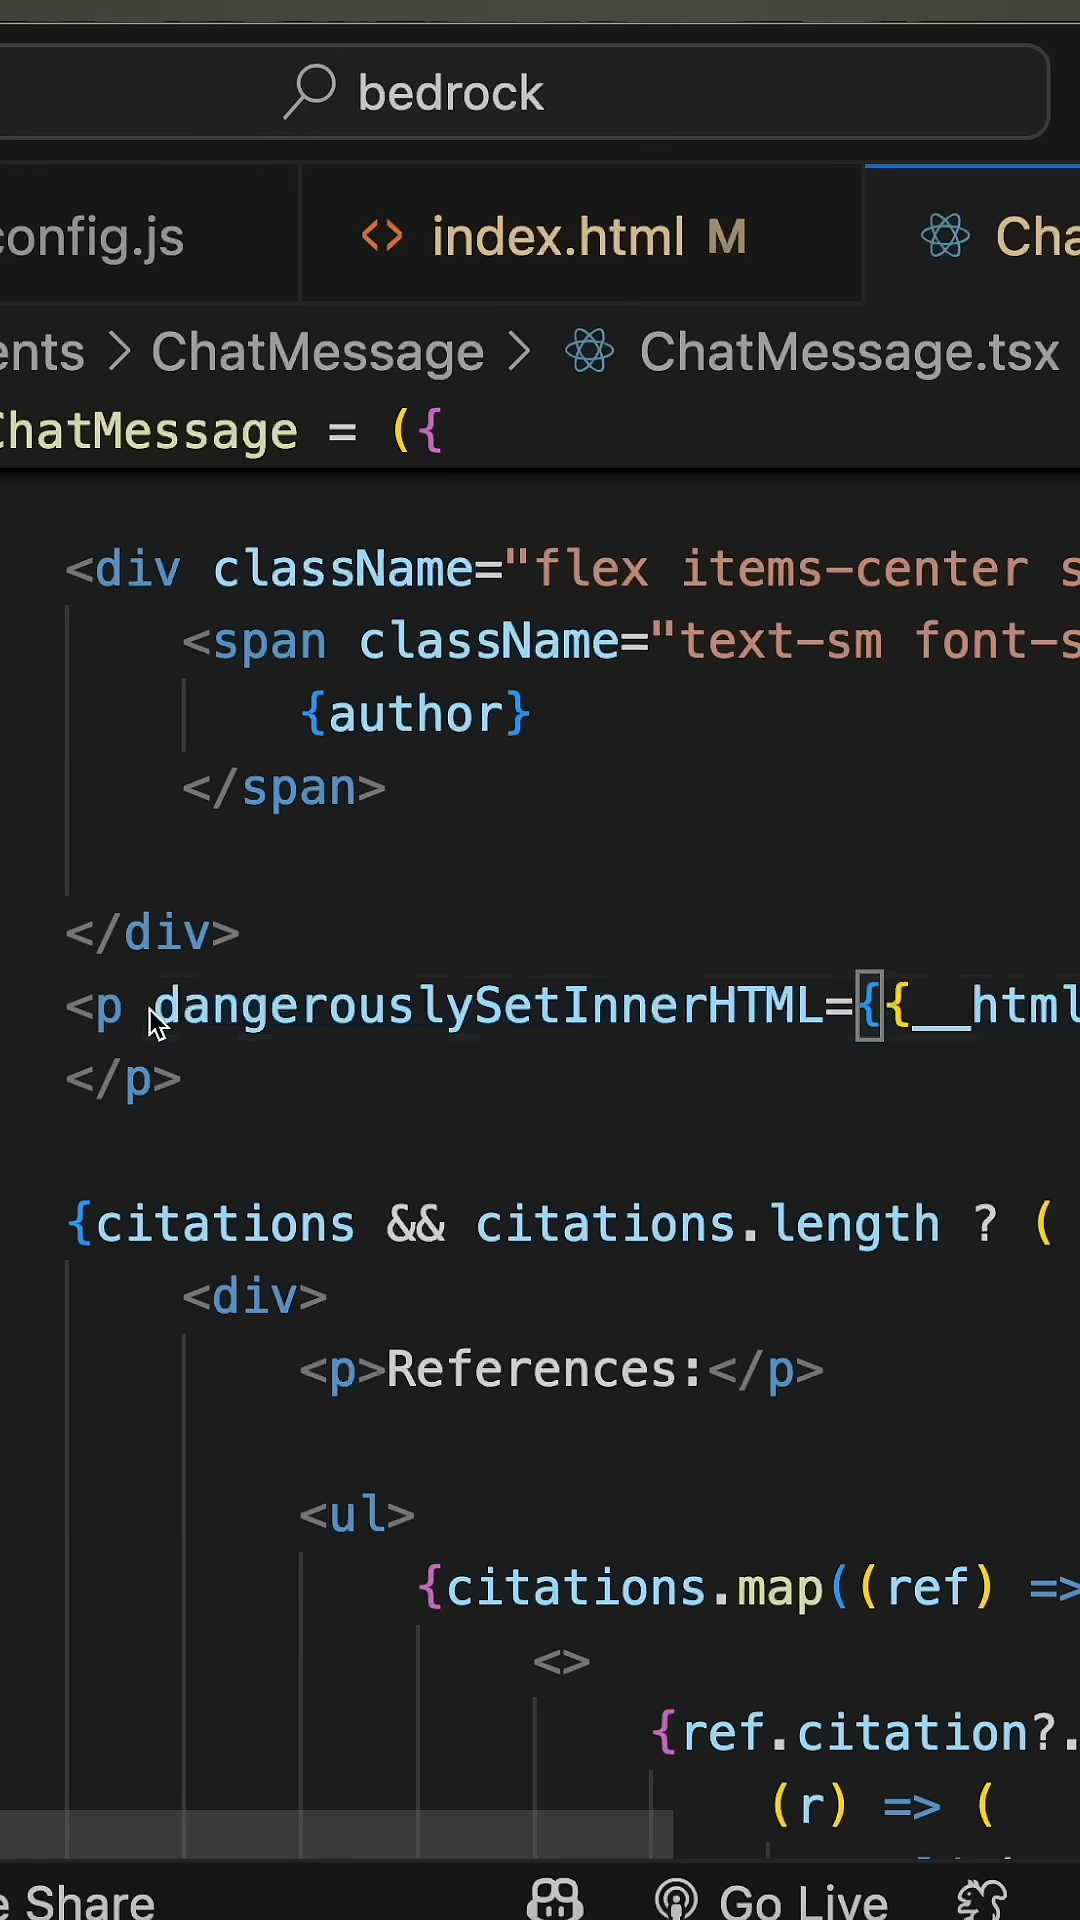 bedrock
config.js
index.html M
Cha
ents > ChatMessage > ChatMessage.tsx
ChatMessage = ({
<div className="flex items-center s
<span className="text-sm font-s
{author}
</span>
</div>
<p dangerouslySetInnerHTML={{__html
</p>
{citations && citations.length ? (
<div>
<p>References:</p>
<ul>
{citations.map((ref) =>
<>
{ref.citation?.
(r) => (
e Share
Go Live